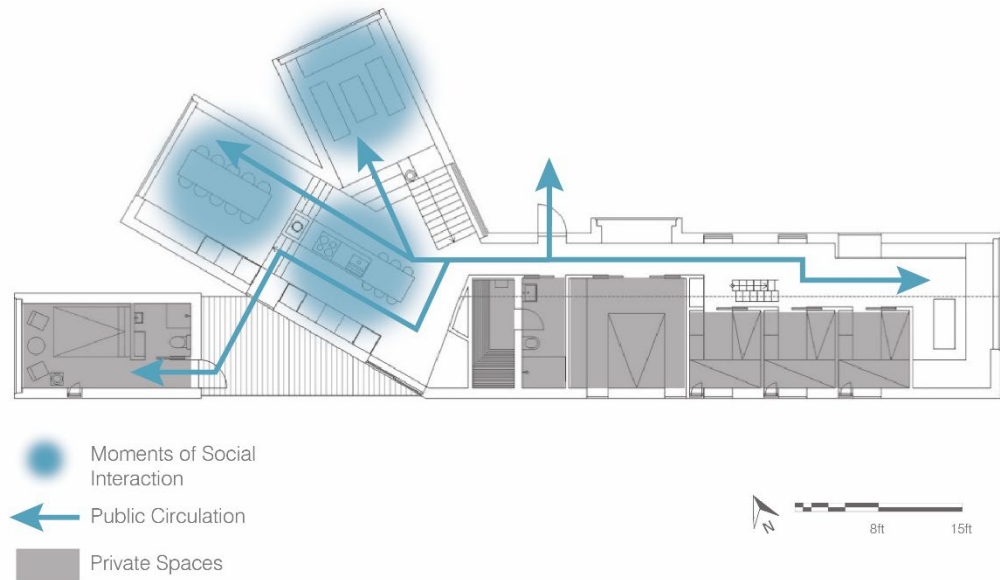 Moments of Social
Interaction
Public Circulation
Private Spaces
N
8ft
15ft